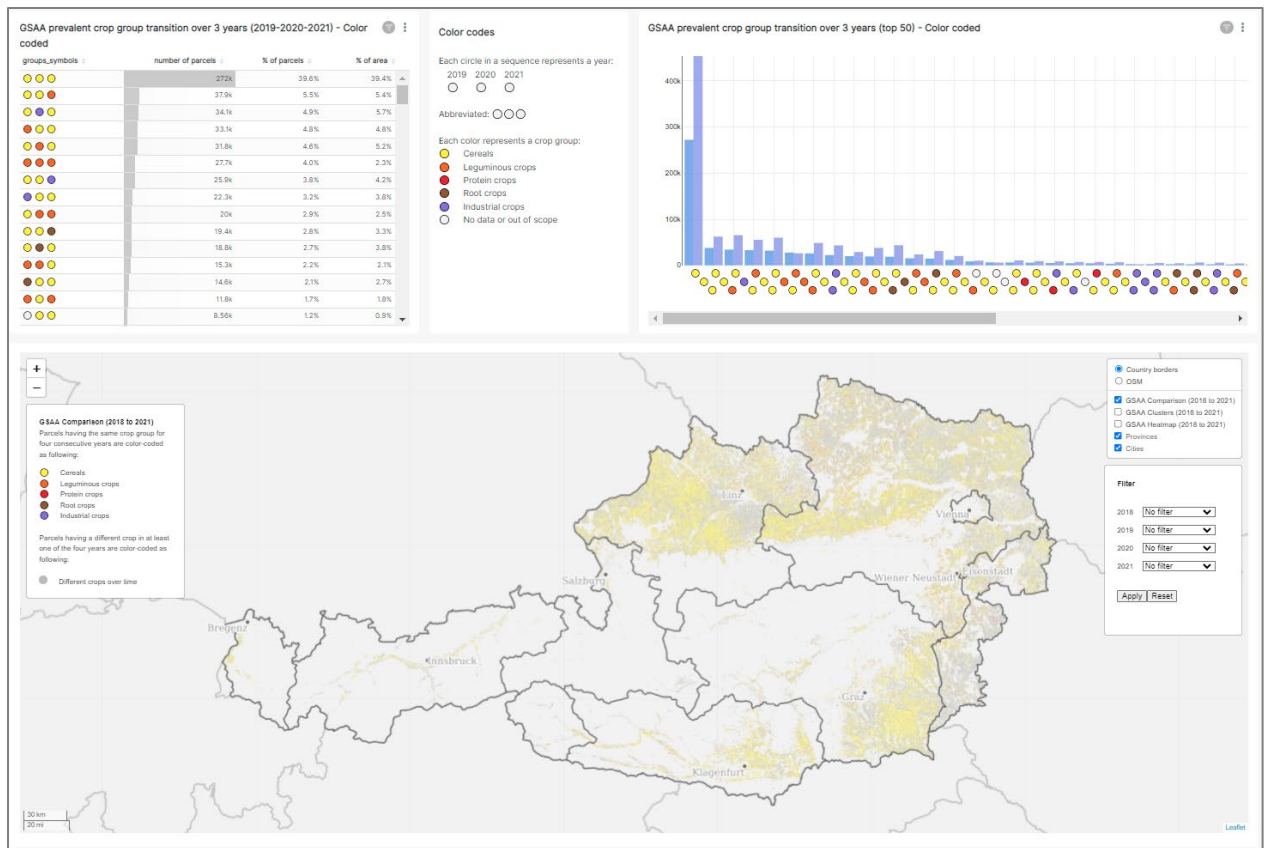 GSAA prevalent crop group transition over 3 years (2019-2020-2021) - Color
coded
groups_symbols number of parcels % of parcels % of area
272k 39.6% 39.4%
37.9k 5.5% 5.4%
34.1k 4.9% 5.7%
33.1k 4.8% 4.8%
31.8k 4.6% 5.2%
27.7k 4.0% 2.3%
25.9k 3.8% 4.2%
22.3k 3.2% 3.8%
20k 2.9% 2.5%
19.4k 2.8% 3.3%
18.8k 2.7% 3.8%
15.3k 2.2% 2.1%
14.6k 2.1% 2.7%
11.8k 1.7% 1.8%
8.56k 1.2% 0.9%
Color codes
Each circle in a sequence represents a year:
2019 2020 2021
Abbreviated:
Each color represents a crop group:
Cereals
Leguminous crops
Protein crops
Root crops
Industrial crops
No data or out of scope
GSAA prevalent crop group transition over 3 years (top 50) - Color coded
400k
300k
200k
100k
0
+
−
GSAA Comparison (2018 to 2021)
Parcels having the same crop group for
four consecutive years are color-coded
as following:
Cereals
Leguminous crops
Protein crops
Root crops
Industrial crops
Parcels having a different crop in at least
one of the four years are color-coded as
following:
Different crops over time
Country borders
OSM
GSAA Comparison (2018 to 2021)
GSAA Clusters (2018 to 2021)
GSAA Heatmap (2018 to 2021)
Provinces
Cities
Filter
2018 No filter
2019 No filter
2020 No filter
2021 No filter
Apply Reset
Linz
Vienna
Salzburg
Wiener Neustadt
Eisenstadt
Bregenz
Innsbruck
Graz
Klagenfurt
30 km
20 mi
Leaflet